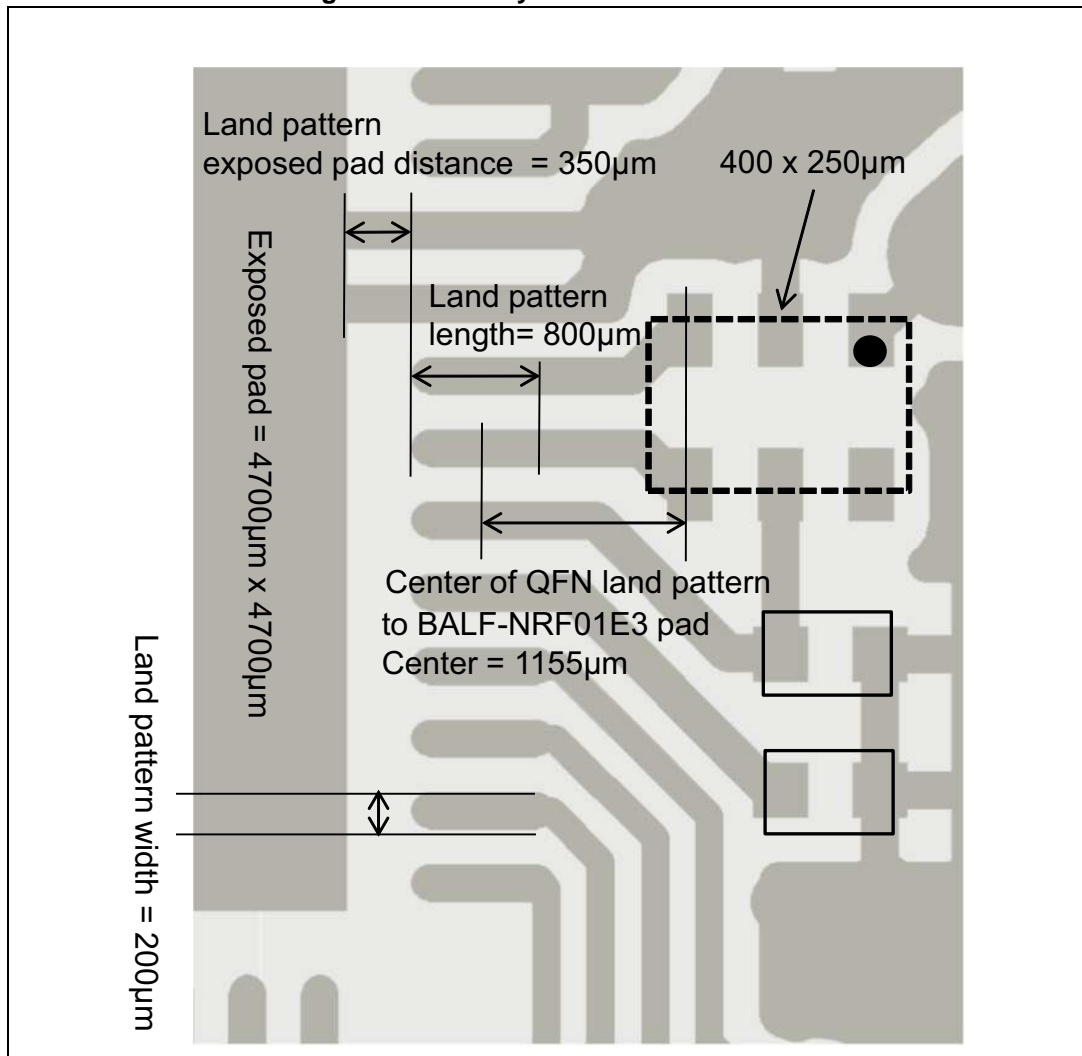 Land pattern
exposed pad distance = 350µm
400 x 250µm
Exposed pad = 4700µm x 4700µm
Land pattern
length= 800µm
Center of QFN land pattern
to BALF-NRF01E3 pad
Center = 1155µm
Land pattern width = 200µm